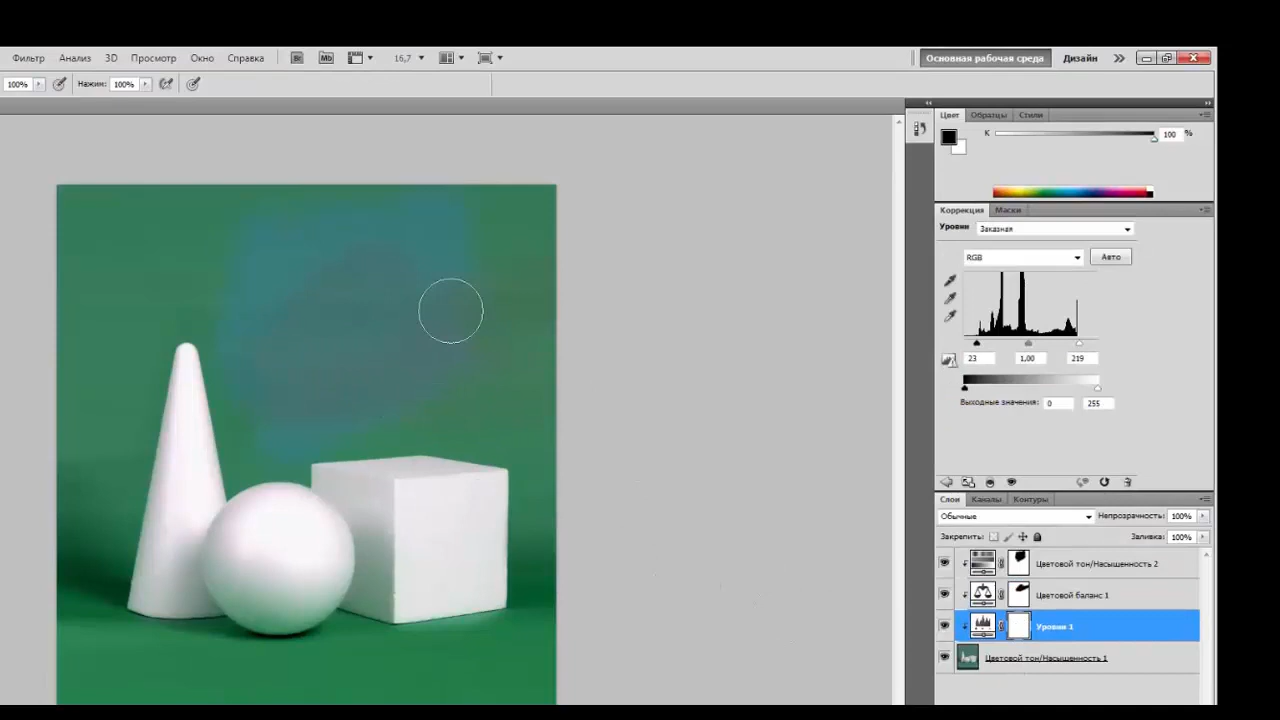 Фильтр Анализ 3D Просмотр Окно Справка Br Mb 16,7 Основная рабочая среда Дизайн
100% Нажим: 100%
Цвет Образцы Стили
K 100 %
Коррекция Маски
Уровни Заказная
RGB Авто
23 1,00 219
Выходные значения: 0 255
Слои Каналы Контуры
Обычные Непрозрачность: 100%
Закрепить: Заливка: 100%
Цветовой тон/Насыщенность 2
Цветовой баланс 1
Уровни 1
Цветовой тон/Насыщенность 1